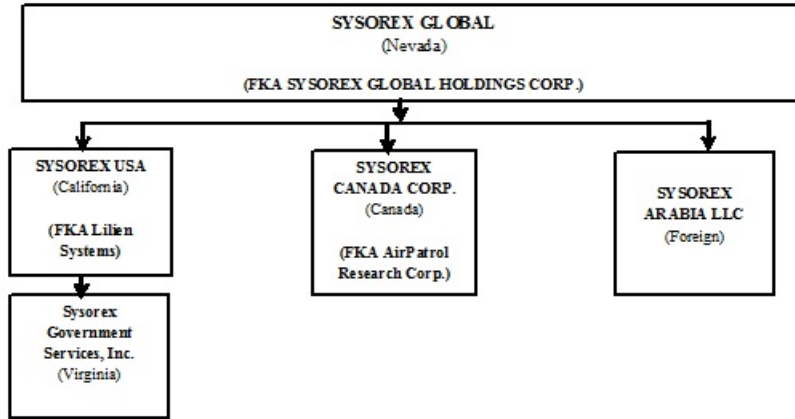 SYSOREX GLOBAL
(Nevada)
(FKA SYSOREX GLOBAL HOLDINGS CORP.)
SYSOREX USA
(California)
(FKA Lilien
Systems)
SYSOREX
CANADA CORP.
(Canada)
(FKA AirPatrol
Research Corp.)
SYSOREX
ARABIA LLC
(Foreign)
Sysorex
Government
Services, Inc.
(Virginia)